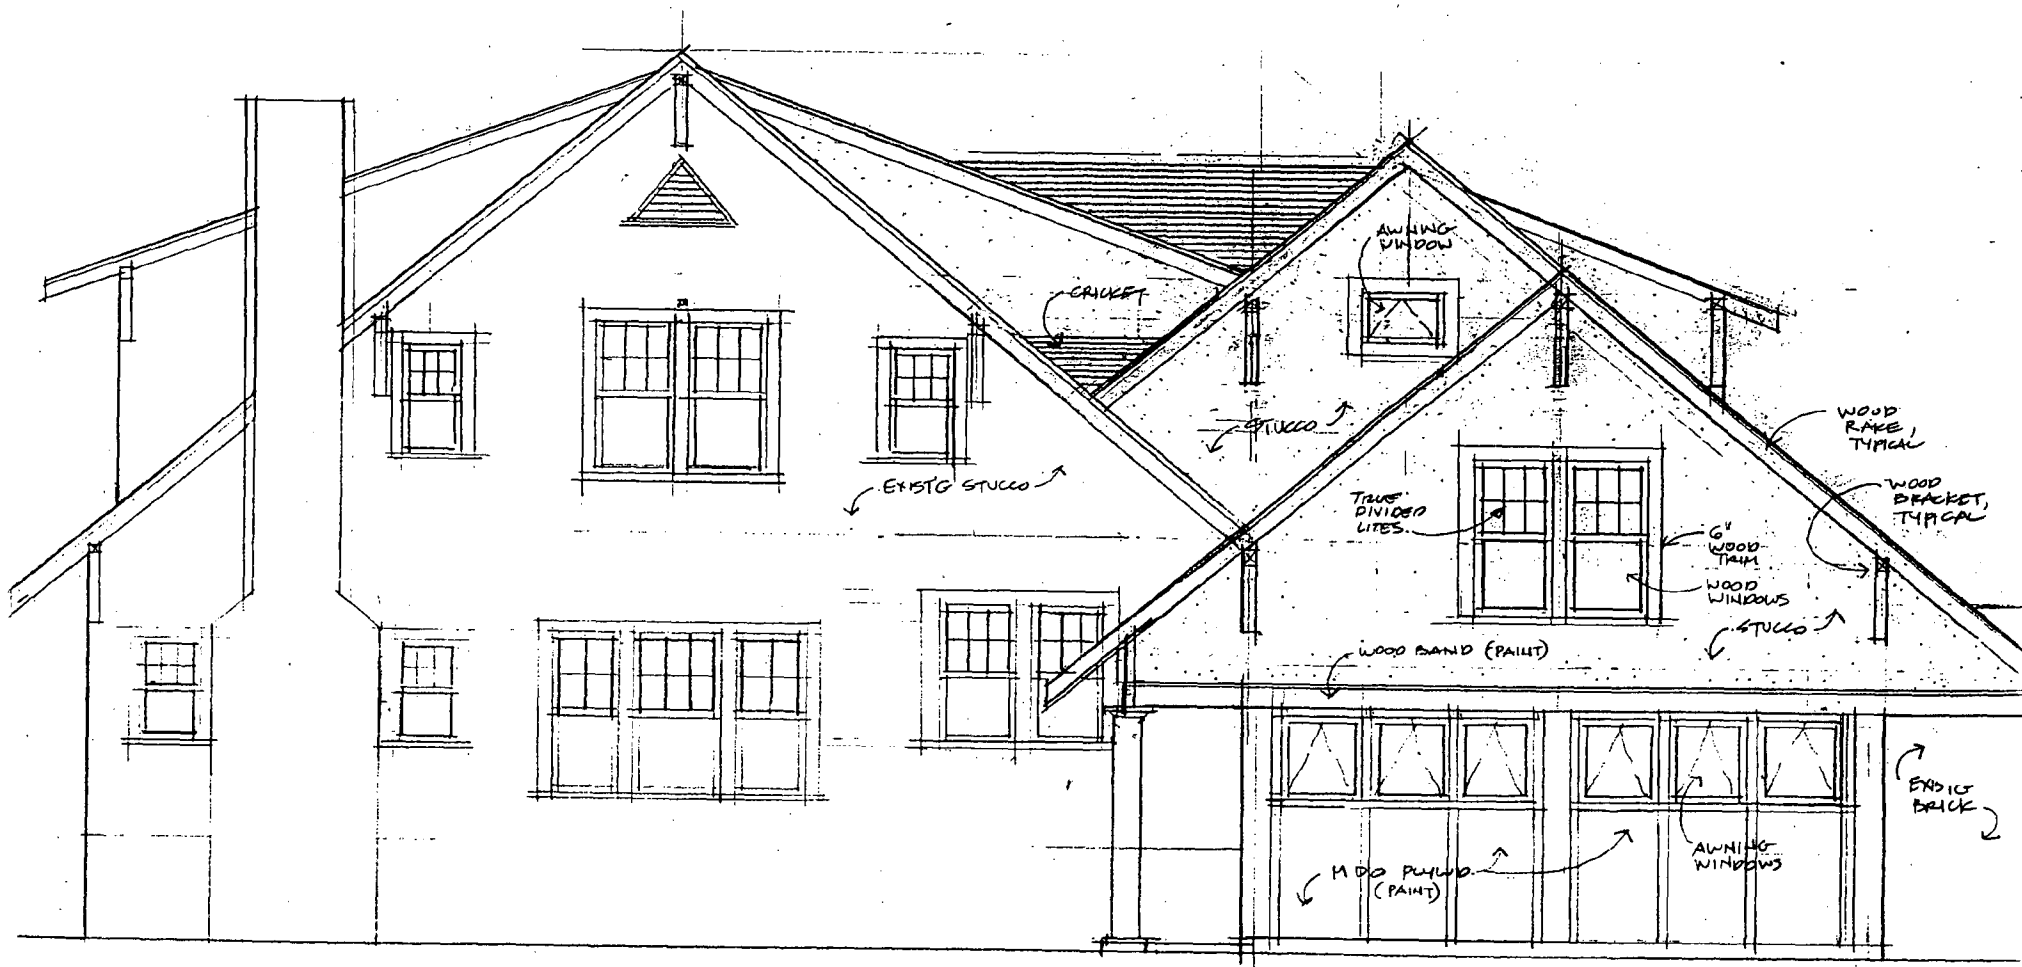 AWNING
WINDOW
CRICKET
STUCCO
WOOD
RAKE,
TYPICAL
EXIST'G STUCCO
TRUE
DIVIDED
LITES
WOOD
BRACKET,
TYPICAL
6"
WOOD
TRIM
WOOD
WINDOWS
STUCCO
WOOD BAND (PAINT)
EXIST'G
BRICK
AWNING
WINDOWS
MDO PLYWD
(PAINT)